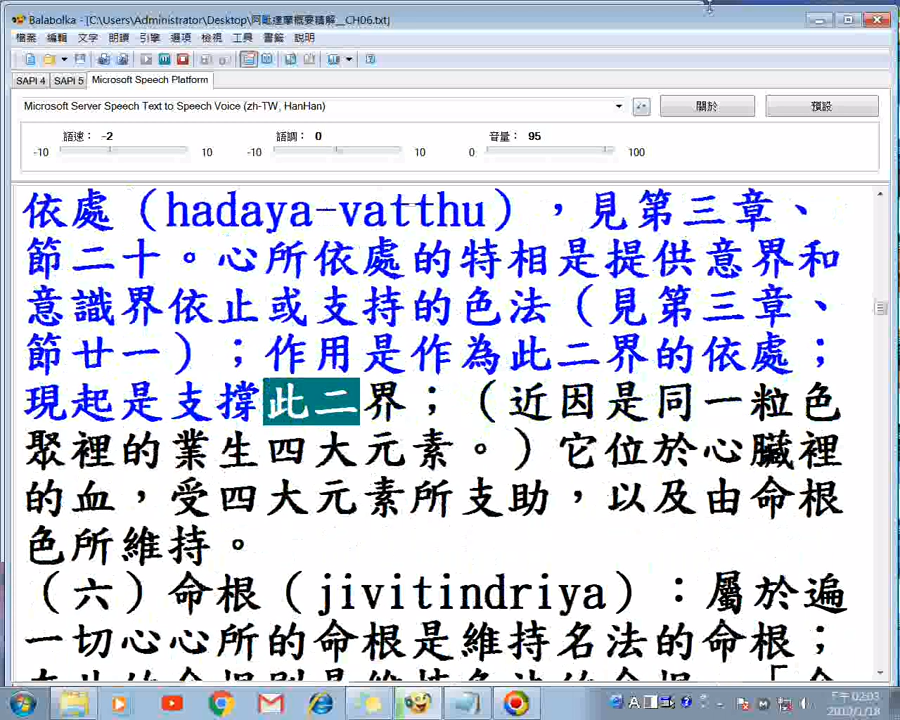 Balabolka - [C:\Users\Administrator\Desktop\阿毗達摩概要精解__CH06.txt]
檔案 編輯 文字 朗讀 引擎 選項 檢視 工具 書籤 說明
SAPI 4 SAPI 5 Microsoft Speech Platform
Microsoft Server Speech Text to Speech Voice (zh-TW, HanHan) 關於 預設
語速： -2 語調： 0 音量： 95
-10 10 -10 10 0 100
依處（hadaya-vatthu），見第三章、
節二十。心所依處的特相是提供意界和
意識界依止或支持的色法（見第三章、
節廿一）；作用是作為此二界的依處；
現起是支撐此二界；（近因是同一粒色
聚裡的業生四大元素。）它位於心臟裡
的血，受四大元素所支助，以及由命根
色所維持。
（六）命根（jivitindriya）：屬於遍
一切心心所的命根是維持名法的命根；
下午 02:03